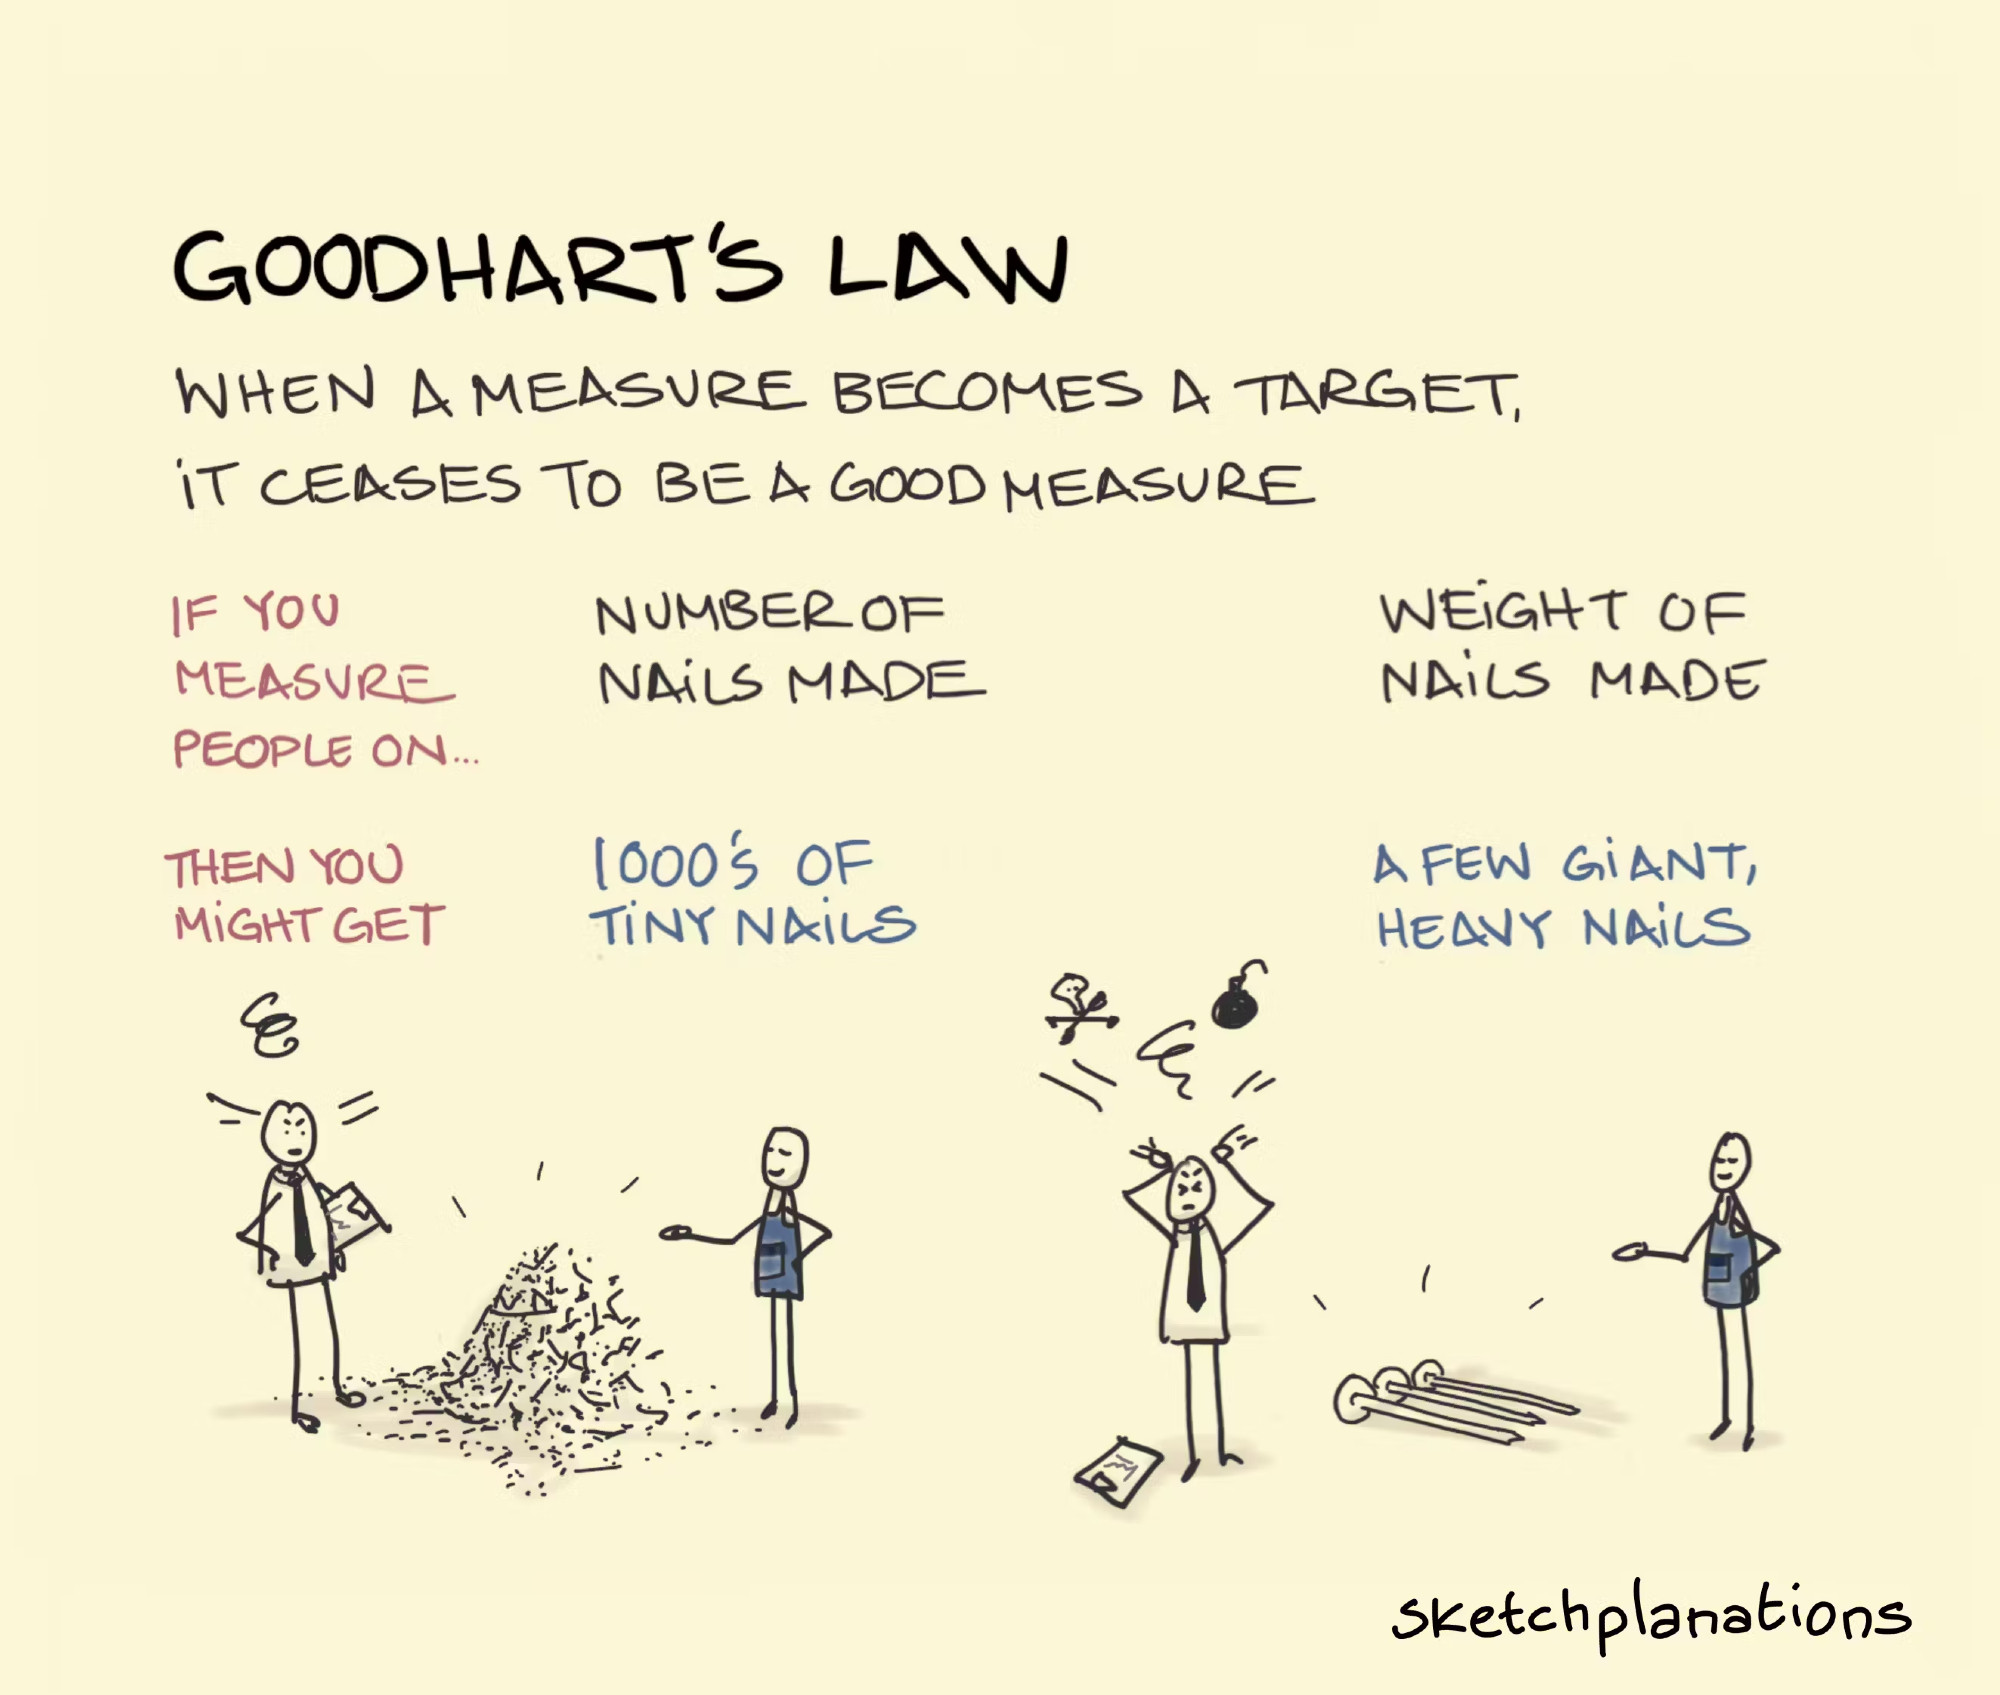 GOODHART'S LAW
WHEN A MEASURE BECOMES A TARGET,
iT CEASES TO BE A GOOD MEASURE
IF YOU
MEASURE
PEOPLE ON...
NUMBER OF
NAiLS MADE
WEiGHT OF
NAiLS MADE
THEN YOU
MiGHT GET
1000's OF
TiNY NAiLS
A FEW GiANT,
HEAVY NAiLS
sketchplanations